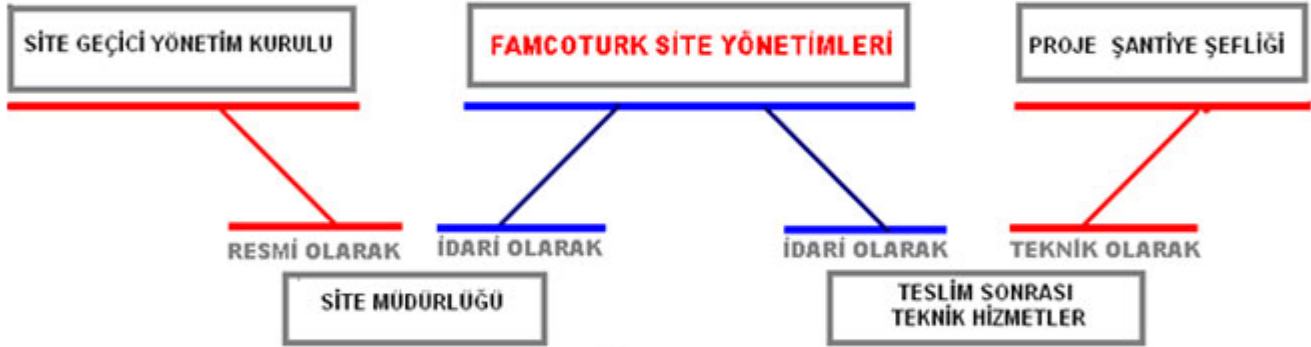 SİTE GEÇİCİ YÖNETİM KURULU
FAMCOTURK SİTE YÖNETİMLERİ
PROJE ŞANTİYE ŞEFLİĞİ
RESMİ OLARAK
İDARİ OLARAK
İDARİ OLARAK
TEKNİK OLARAK
SİTE MÜDÜRLÜĞÜ
TESLİM SONRASI
TEKNİK HİZMETLER